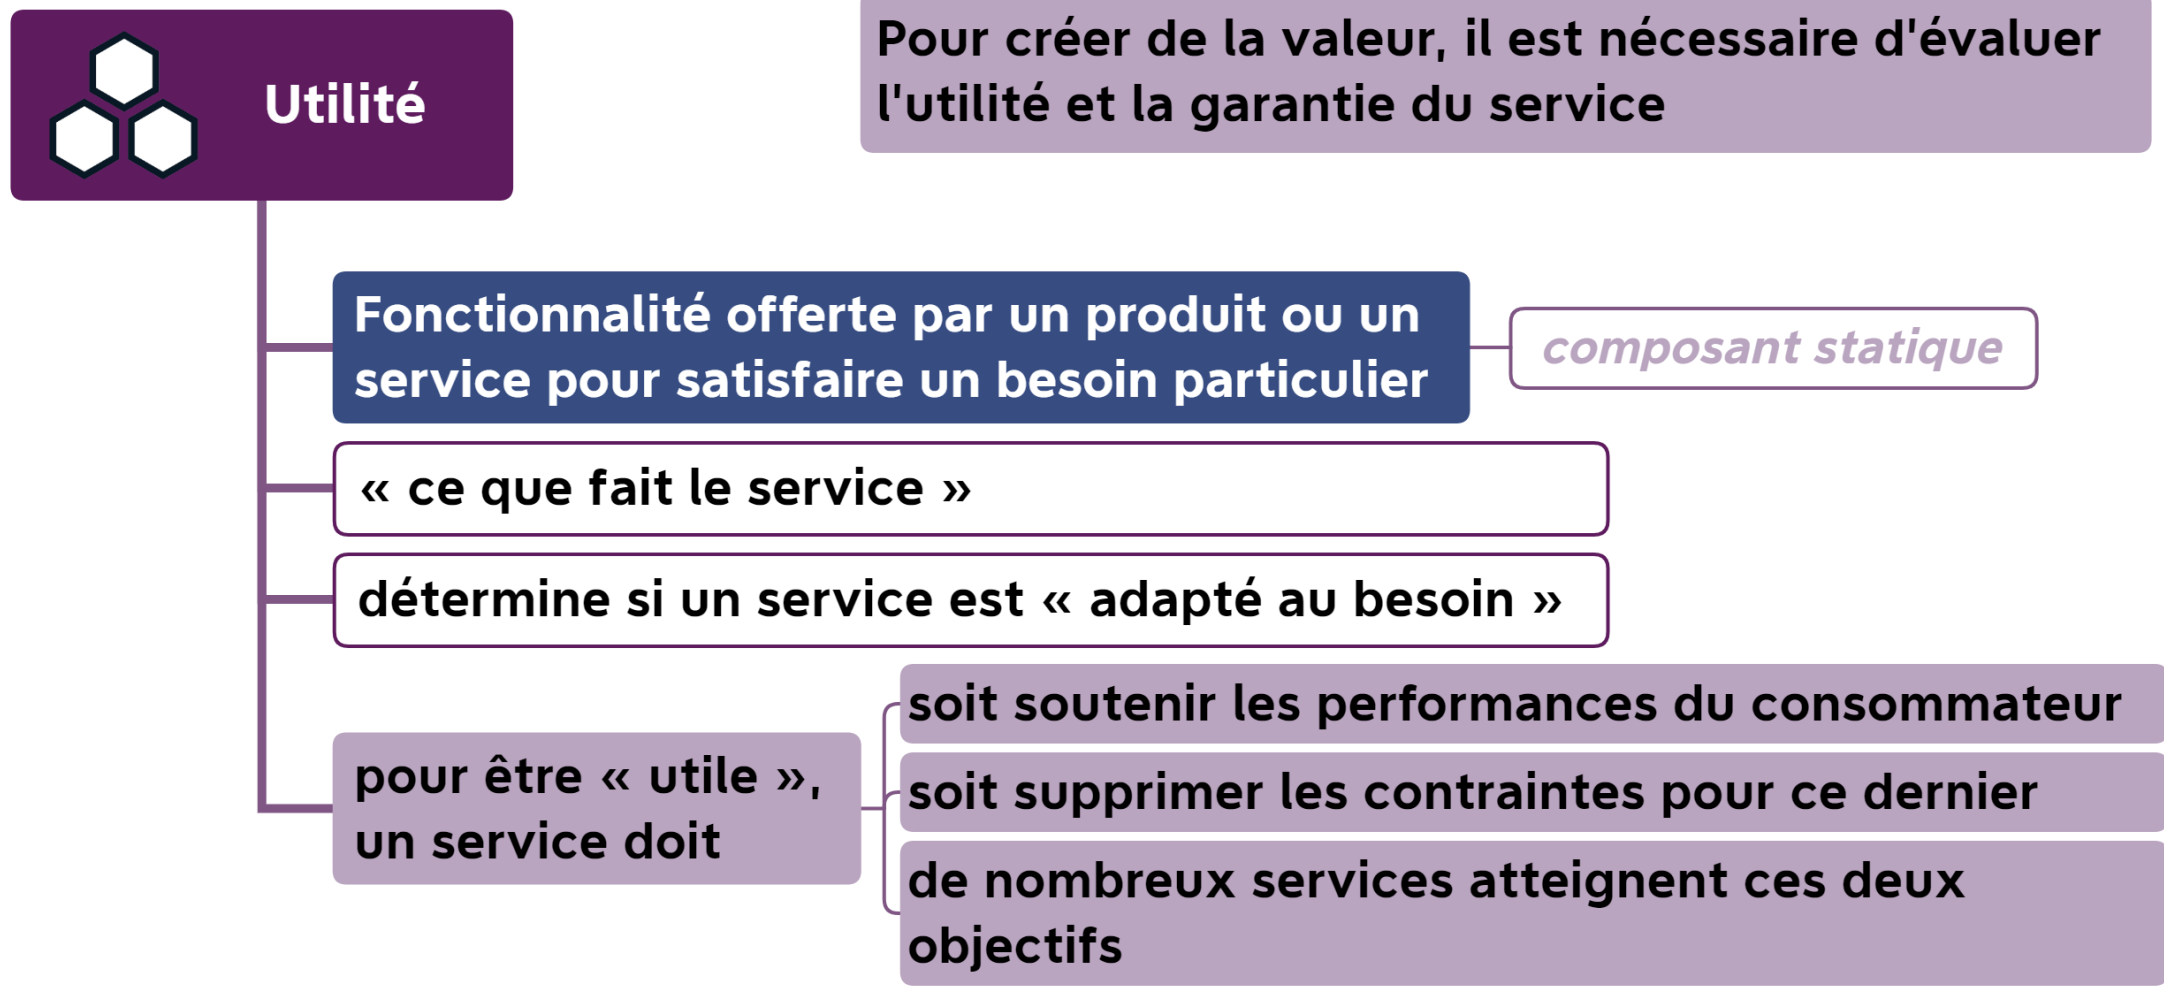 Utilité
Pour créer de la valeur, il est nécessaire d'évaluer
l'utilité et la garantie du service
Fonctionnalité offerte par un produit ou un
service pour satisfaire un besoin particulier
composant statique
« ce que fait le service »
détermine si un service est « adapté au besoin »
pour être « utile »,
un service doit
soit soutenir les performances du consommateur
soit supprimer les contraintes pour ce dernier
de nombreux services atteignent ces deux
objectifs